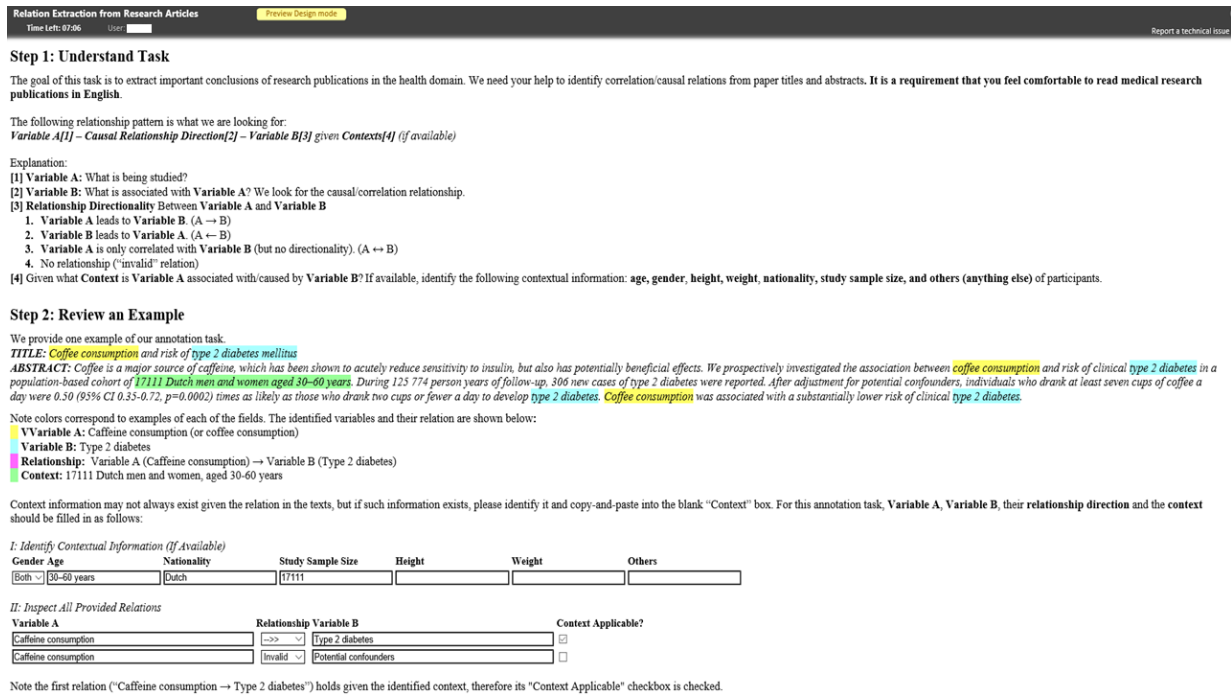 Relation Extraction from Research Articles
Preview Design mode
Time Left: 07:06 User:
Report a technical issue
Step 1: Understand Task
The goal of this task is to extract important conclusions of research publications in the health domain. We need your help to identify correlation/causal relations from paper titles and abstracts. It is a requirement that you feel comfortable to read medical research
publications in English.
The following relationship pattern is what we are looking for:
Variable A[1] – Causal Relationship Direction[2] – Variable B[3] given Contexts[4] (if available)
Explanation:
[1] Variable A: What is being studied?
[2] Variable B: What is associated with Variable A? We look for the causal/correlation relationship.
[3] Relationship Directionality Between Variable A and Variable B
1. Variable A leads to Variable B. (A → B)
2. Variable B leads to Variable A. (A ← B)
3. Variable A is only correlated with Variable B (but no directionality). (A ↔ B)
4. No relationship ("invalid" relation)
[4] Given what Context is Variable A associated with/caused by Variable B? If available, identify the following contextual information: age, gender, height, weight, nationality, study sample size, and others (anything else) of participants.
Step 2: Review an Example
We provide one example of our annotation task.
TITLE: Coffee consumption and risk of type 2 diabetes mellitus
ABSTRACT: Coffee is a major source of caffeine, which has been shown to acutely reduce sensitivity to insulin, but also has potentially beneficial effects. We prospectively investigated the association between coffee consumption and risk of clinical type 2 diabetes in a
population-based cohort of 17111 Dutch men and women aged 30–60 years. During 125 774 person years of follow-up, 306 new cases of type 2 diabetes were reported. After adjustment for potential confounders, individuals who drank at least seven cups of coffee a
day were 0.50 (95% CI 0.35-0.72, p=0.0002) times as likely as those who drank two cups or fewer a day to develop type 2 diabetes. Coffee consumption was associated with a substantially lower risk of clinical type 2 diabetes.
Note colors correspond to examples of each of the fields. The identified variables and their relation are shown below:
VVariable A: Caffeine consumption (or coffee consumption)
Variable B: Type 2 diabetes
Relationship: Variable A (Caffeine consumption) → Variable B (Type 2 diabetes)
Context: 17111 Dutch men and women, aged 30-60 years
Context information may not always exist given the relation in the texts, but if such information exists, please identify it and copy-and-paste into the blank "Context" box. For this annotation task, Variable A, Variable B, their relationship direction and the context
should be filled in as follows:
I: Identify Contextual Information (If Available)
Gender Age Nationality Study Sample Size Height Weight Others
Both 30–60 years Dutch 17111
II: Inspect All Provided Relations
Variable A Relationship Variable B Context Applicable?
Caffeine consumption -->> Type 2 diabetes
Caffeine consumption Invalid Potential confounders
Note the first relation ("Caffeine consumption → Type 2 diabetes") holds given the identified context, therefore its "Context Applicable" checkbox is checked.